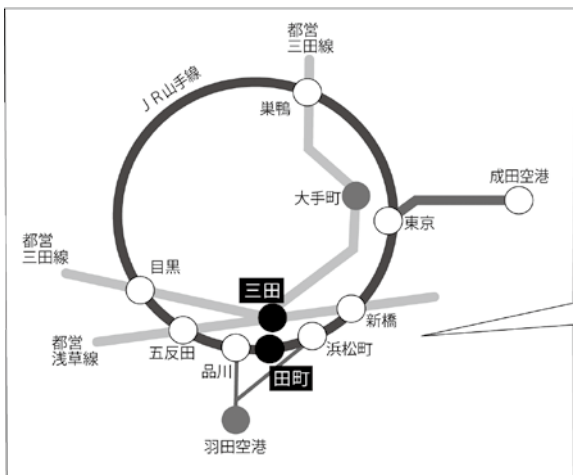 都営
三田線
JR山手線
巣鴨
大手町
成田空港
東京
都営
三田線
目黒
三田
新橋
都営
浅草線
五反田
品川
浜松町
田町
羽田空港